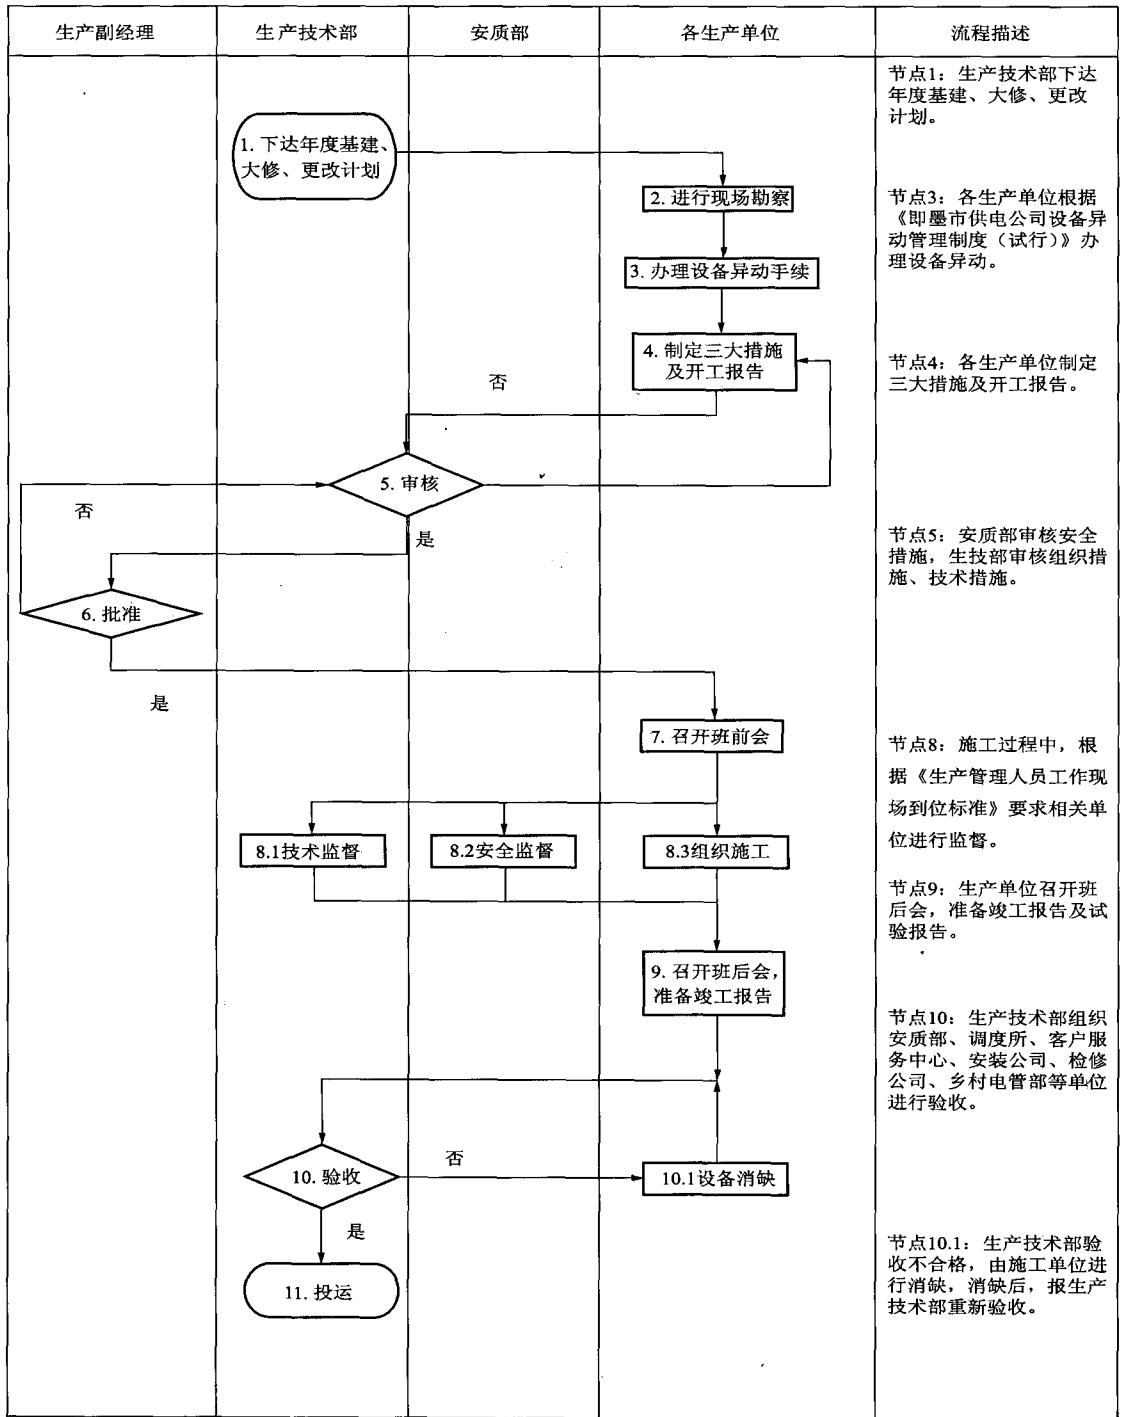 生产副经理
生产技术部
安质部
各生产单位
流程描述
1. 下达年度基建、
大修、更改计划
2. 进行现场勘察
3. 办理设备异动手续
4. 制定三大措施
及开工报告
否
5. 审核
否
是
6. 批准
是
7. 召开班前会
8.1技术监督
8.2安全监督
8.3组织施工
9. 召开班后会，
准备竣工报告
10. 验收
否
10.1设备消缺
是
11. 投运
节点1：生产技术部下达
年度基建、大修、更改
计划。
节点3：各生产单位根据
《即墨市供电公司设备异
动管理制度（试行）》办
理设备异动。
节点4：各生产单位制定
三大措施及开工报告。
节点5：安质部审核安全
措施，生技部审核组织措
施、技术措施。
节点8：施工过程中，根
据《生产管理人员工作现
场到位标准》要求相关单
位进行监督。
节点9：生产单位召开班
后会，准备竣工报告及试
验报告。
节点10：生产技术部组织
安质部、调度所、客户服
务中心、安装公司、检修
公司、乡村电管部等单位
进行验收。
节点10.1：生产技术部验
收不合格，由施工单位进
行消缺，消缺后，报生产
技术部重新验收。